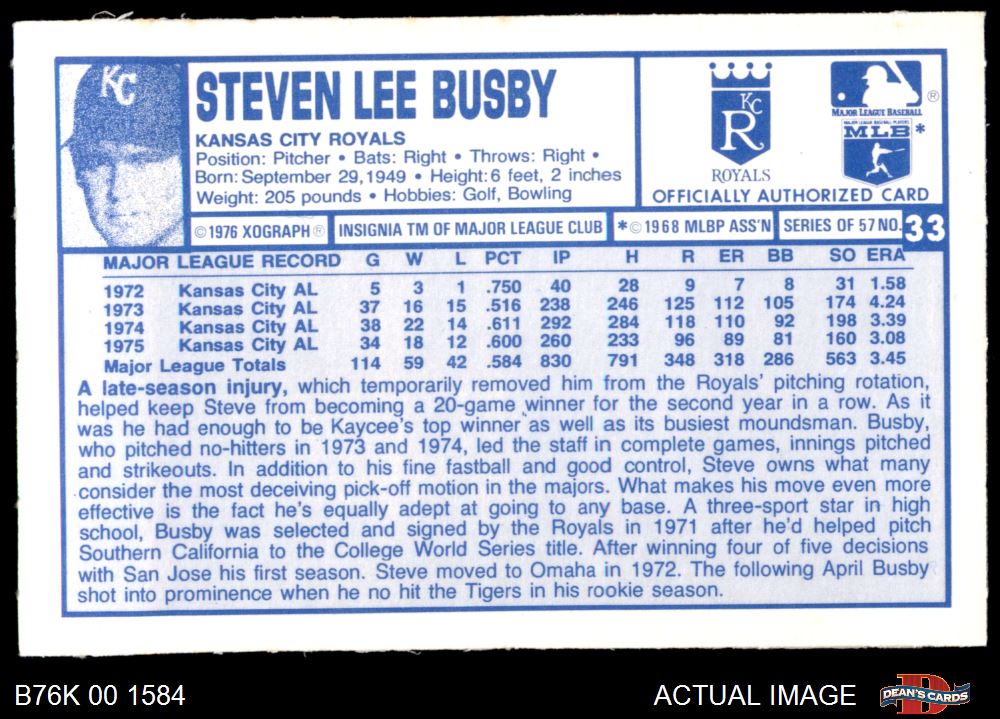 KC
STEVEN LEE BUSBY
KANSAS CITY ROYALS
Position: Pitcher • Bats: Right • Throws: Right •
Born: September 29, 1949 • Height: 6 feet, 2 inches
Weight: 205 pounds • Hobbies: Golf, Bowling
KC
R
ROYALS
®
MAJOR LEAGUE BASEBALL
MAJOR LEAGUE BASEBALL PLAYERS
MLB *
OFFICIALLY AUTHORIZED CARD
© 1976 XOGRAPH ® INSIGNIA TM OF MAJOR LEAGUE CLUB * © 1968 MLBP ASS'N SERIES OF 57 NO. 33
MAJOR LEAGUE RECORD G W L PCT IP H R ER BB SO ERA
1972 Kansas City AL 5 3 1 .750 40 28 9 7 8 31 1.58
1973 Kansas City AL 37 16 15 .516 238 246 125 112 105 174 4.24
1974 Kansas City AL 38 22 14 .611 292 284 118 110 92 198 3.39
1975 Kansas City AL 34 18 12 .600 260 233 96 89 81 160 3.08
Major League Totals 114 59 42 .584 830 791 348 318 286 563 3.45
A late-season injury, which temporarily removed him from the Royals' pitching rotation,
helped keep Steve from becoming a 20-game winner for the second year in a row. As it
was he had enough to be Kaycee's top winner as well as its busiest moundsman. Busby,
who pitched no-hitters in 1973 and 1974, led the staff in complete games, innings pitched
and strikeouts. In addition to his fine fastball and good control, Steve owns what many
consider the most deceiving pick-off motion in the majors. What makes his move even more
effective is the fact he's equally adept at going to any base. A three-sport star in high
school, Busby was selected and signed by the Royals in 1971 after he'd helped pitch
Southern California to the College World Series title. After winning four of five decisions
with San Jose his first season. Steve moved to Omaha in 1972. The following April Busby
shot into prominence when he no hit the Tigers in his rookie season.
B76K 00 1584
ACTUAL IMAGE
DEAN'S CARDS